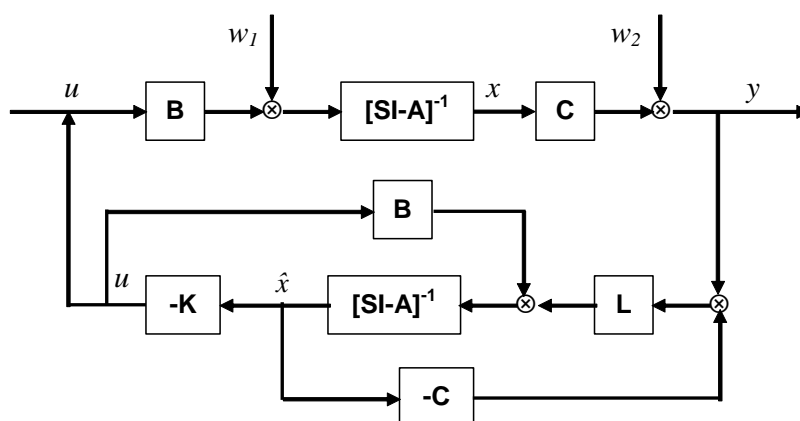 w1 w2
u B [SI-A]-1 x C y
B
u -K x̂ [SI-A]-1 L
-C